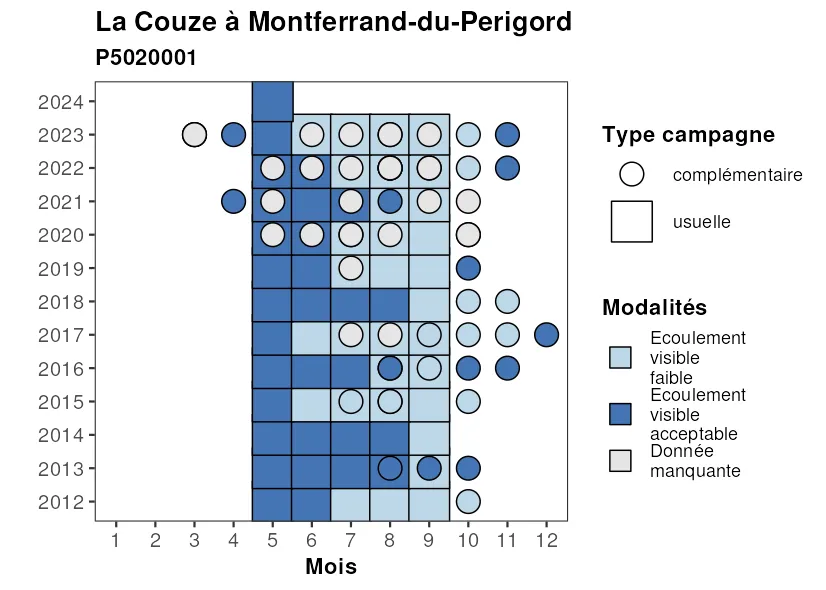 La Couze à Montferrand-du-Perigord
P5020001
2024
2023
2022
2021
2020
2019
2018
2017
2016
2015
2014
2013
2012
1 2 3 4 5 6 7 8 9 10 11 12
Mois
Type campagne
complémentaire
usuelle
Modalités
Ecoulement
visible
faible
Ecoulement
visible
acceptable
Donnée
manquante